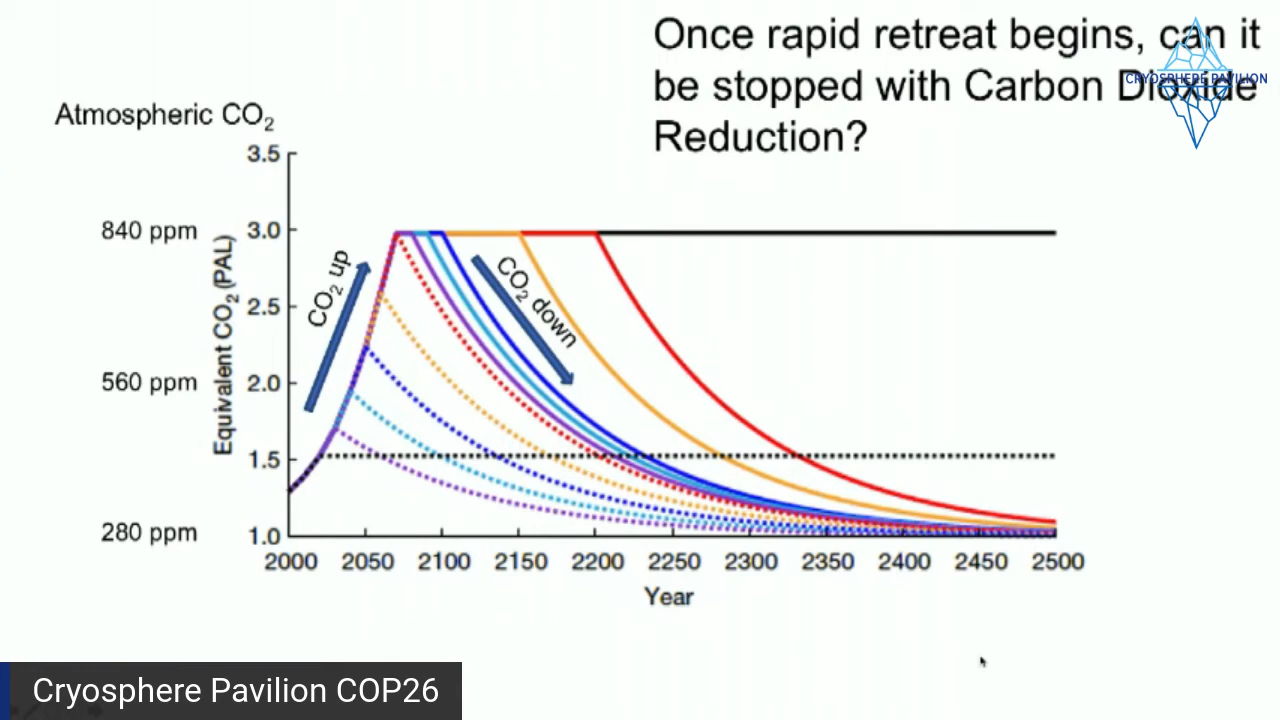 Once rapid retreat begins, can it
be stopped with Carbon Dioxide
Reduction?
CRYOSPHERE PAVILION
Atmospheric CO₂
3.5
840 ppm
3.0
2.5
560 ppm
2.0
1.5
280 ppm
1.0
Equivalent CO₂ (PAL)
CO₂ up
CO₂ down
2000 2050 2100 2150 2200 2250 2300 2350 2400 2450 2500
Year
Cryosphere Pavilion COP26